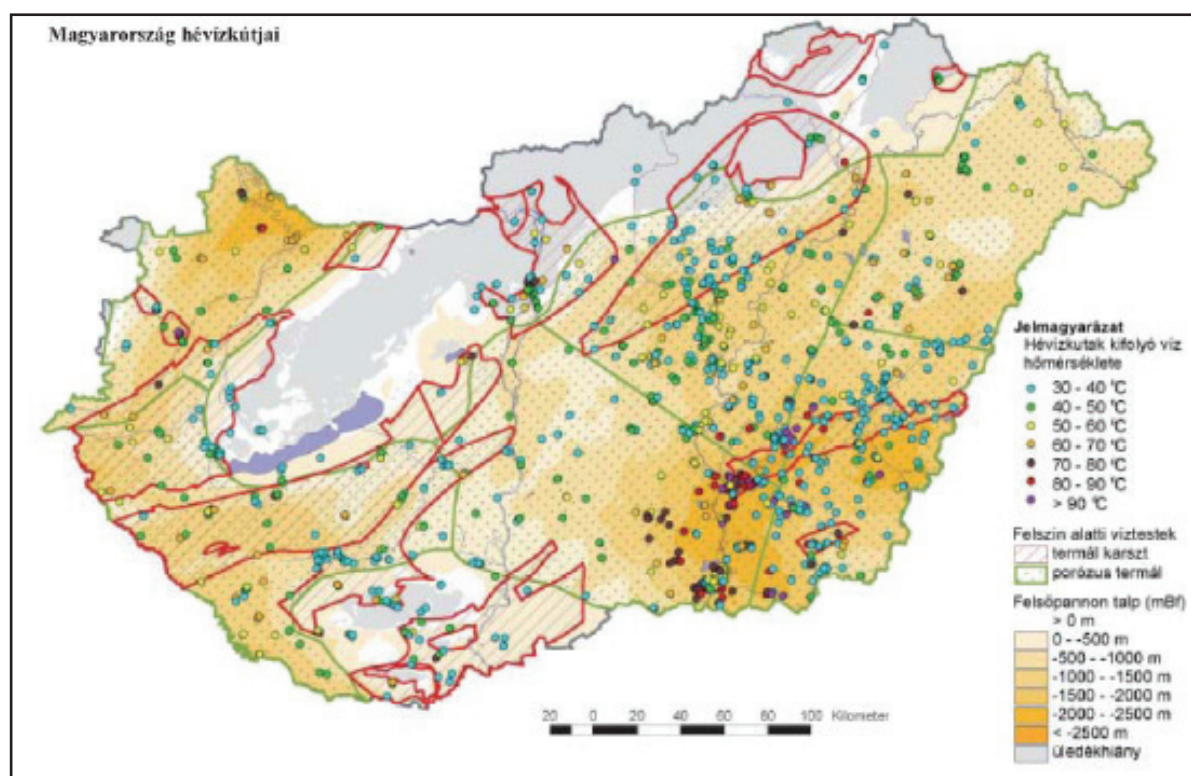 Magyarország hévízkútjai
Jelmagyarázat
Hévízkutak kifolyó víz
hőmérséklete
30 - 40 °C
40 - 50 °C
50 - 60 °C
60 - 70 °C
70 - 80 °C
80 - 90 °C
> 90 °C
Felszín alatti víztestek
termál karszt
porózus termál
Felsőpannon talp (mBf)
> 0 m
0 - -500 m
-500 - -1000 m
-1000 - -1500 m
-1500 - -2000 m
-2000 - -2500 m
< -2500 m
üledékhiány
20 0 20 40 60 80 100 Kilometer